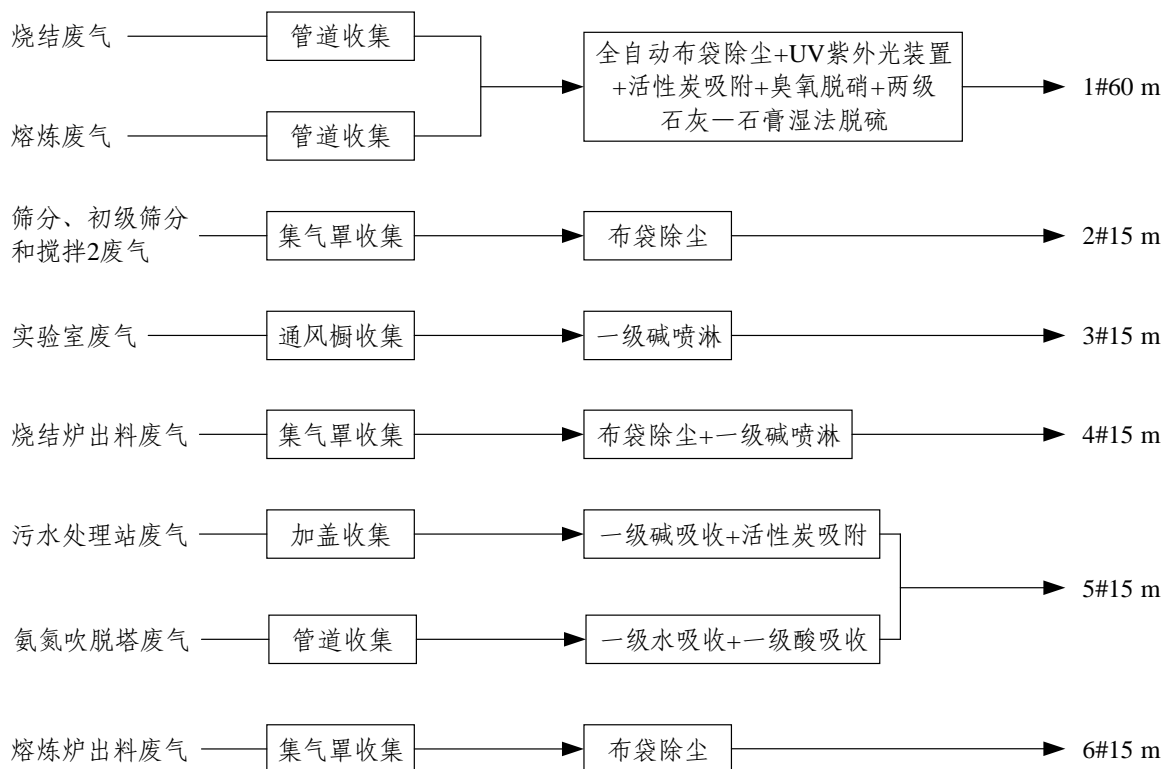 烧结废气
管道收集
全自动布袋除尘+UV紫外光装置
+活性炭吸附+臭氧脱硝+两级
石灰—石膏湿法脱硫
1#60 m
熔炼废气
管道收集
筛分、初级筛分
和搅拌2废气
集气罩收集
布袋除尘
2#15 m
实验室废气
通风橱收集
一级碱喷淋
3#15 m
烧结炉出料废气
集气罩收集
布袋除尘+一级碱喷淋
4#15 m
污水处理站废气
加盖收集
一级碱吸收+活性炭吸附
5#15 m
氨氮吹脱塔废气
管道收集
一级水吸收+一级酸吸收
熔炼炉出料废气
集气罩收集
布袋除尘
6#15 m